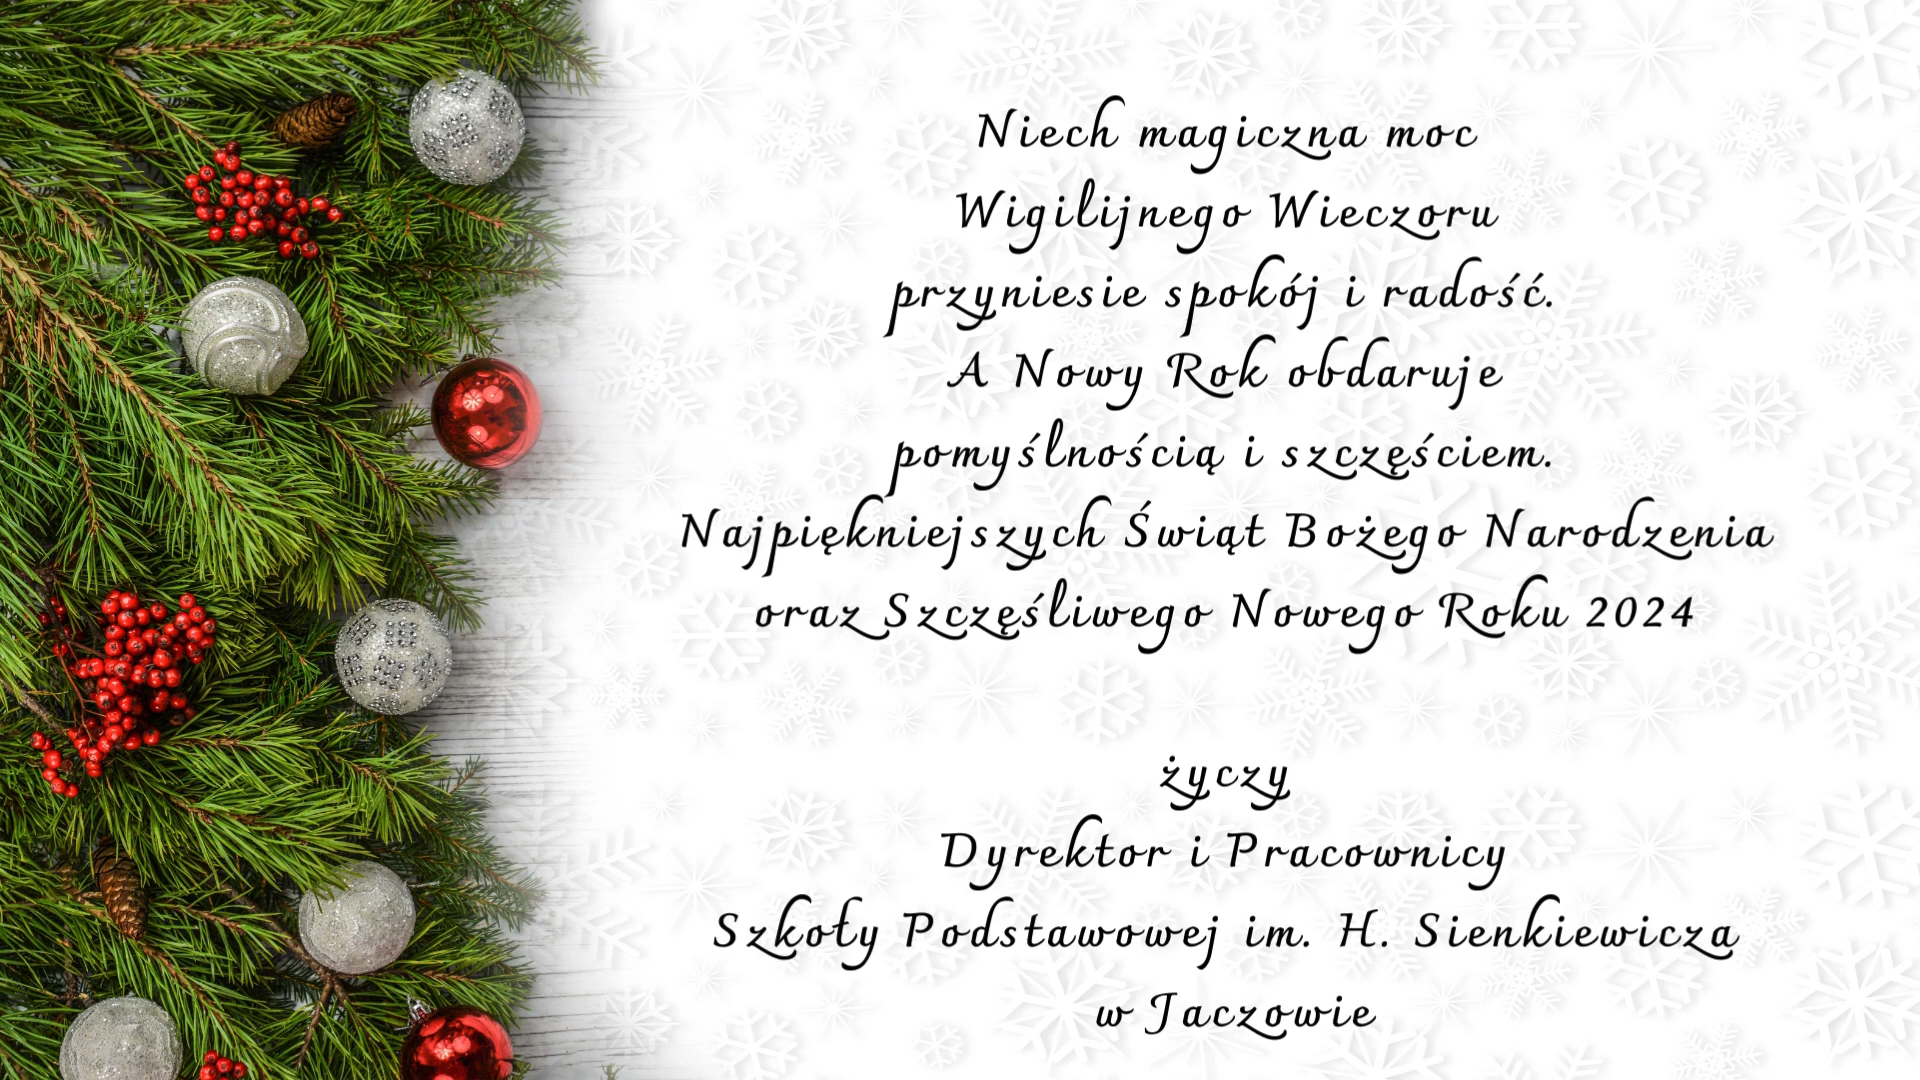 Niech magiczna moc
Wigilijnego Wieczoru
przyniesie spokój i radość.
A Nowy Rok obdaruje
pomyślnością i szczęściem.
Najpiękniejszych Świąt Bożego Narodzenia
oraz Szczęśliwego Nowego Roku 2024
życzy
Dyrektor i Pracownicy
Szkoły Podstawowej im. H. Sienkiewicza
w Jaczowie